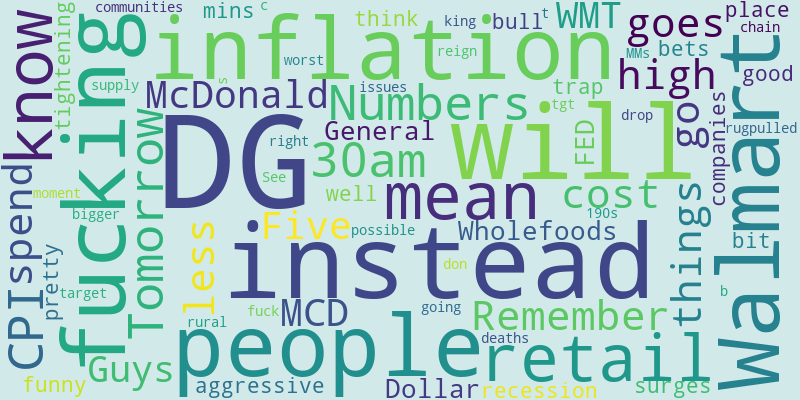 communities
mins
c
think
king
bull
t
WMT
goes
place
chain
know
tightening
fucking
inflation
worst
reign
MMs
bets
supply
s
high
good
McDonald
issues
Numbers
trap
tgt
drop
go
companies
rugpulled
walmart
DG
General
right
30am
Will
FED
Tomorrow
See
well
mean
cost
CPI
spend
moment
bigger
less
Five
possible
Wholefoods
190s
things
bit
pretty
instead
don
target
fuck
MCD
going
Remember
b
rural
people
deaths
retail
Guys
funny
aggressive
Dollar
recession
surges